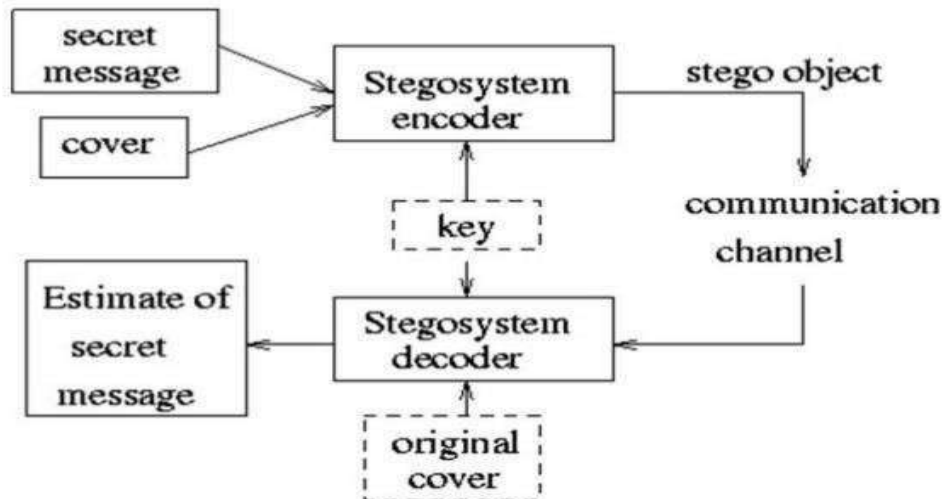 secret
message
cover
Stegosystem
encoder
stego object
key
communication
channel
Estimate of
secret
message
Stegosystem
decoder
original
cover